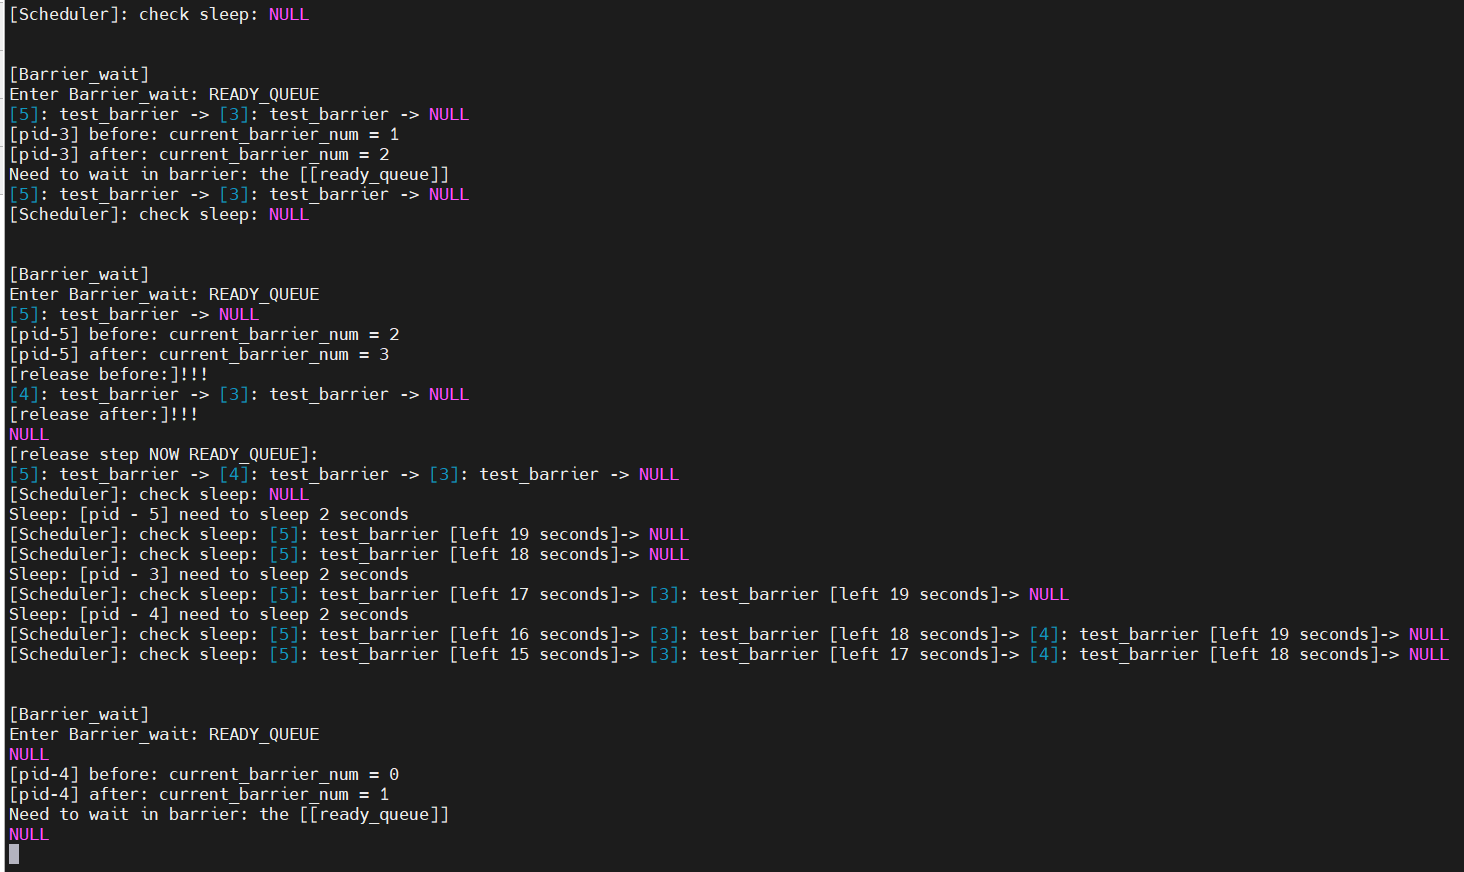 [Scheduler]: check sleep: NULL
[Barrier_wait]
Enter Barrier_wait: READY_QUEUE
[5]: test_barrier -> [3]: test_barrier -> NULL
[pid-3] before: current_barrier_num = 1
[pid-3] after: current_barrier_num = 2
Need to wait in barrier: the [[ready_queue]]
[5]: test_barrier -> [3]: test_barrier -> NULL
[Scheduler]: check sleep: NULL
[Barrier_wait]
Enter Barrier_wait: READY_QUEUE
[5]: test_barrier -> NULL
[pid-5] before: current_barrier_num = 2
[pid-5] after: current_barrier_num = 3
[release before:]!!!
[4]: test_barrier -> [3]: test_barrier -> NULL
[release after:]!!!
NULL
[release step NOW READY_QUEUE]:
[5]: test_barrier -> [4]: test_barrier -> [3]: test_barrier -> NULL
[Scheduler]: check sleep: NULL
Sleep: [pid - 5] need to sleep 2 seconds
[Scheduler]: check sleep: [5]: test_barrier [left 19 seconds]-> NULL
[Scheduler]: check sleep: [5]: test_barrier [left 18 seconds]-> NULL
Sleep: [pid - 3] need to sleep 2 seconds
[Scheduler]: check sleep: [5]: test_barrier [left 17 seconds]-> [3]: test_barrier [left 19 seconds]-> NULL
Sleep: [pid - 4] need to sleep 2 seconds
[Scheduler]: check sleep: [5]: test_barrier [left 16 seconds]-> [3]: test_barrier [left 18 seconds]-> [4]: test_barrier [left 19 seconds]-> NULL
[Scheduler]: check sleep: [5]: test_barrier [left 15 seconds]-> [3]: test_barrier [left 17 seconds]-> [4]: test_barrier [left 18 seconds]-> NULL
[Barrier_wait]
Enter Barrier_wait: READY_QUEUE
NULL
[pid-4] before: current_barrier_num = 0
[pid-4] after: current_barrier_num = 1
Need to wait in barrier: the [[ready_queue]]
NULL